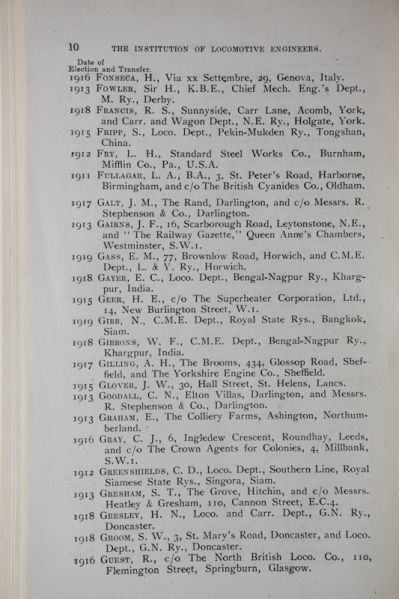 10 THE INSTITUTION OF LOCOMOTIVE ENGINEERS.
Date of
Election and Transfer.
1916 FONSECA, H., Via xx Settembre, 29, Genova, Italy.
1913 FOWLER, Sir H., K.B.E., Chief Mech. Eng.'s Dept.,
M. Ry., Derby.
1918 FRANCIS, R. S., Sunnyside, Carr Lane, Acomb, York,
and Carr. and Wagon Dept., N.E. Ry., Holgate, York.
1915 FRIPP, S., Loco. Dept., Pekin-Mukden Ry., Tongshan,
China.
1912 FRY, L. H., Standard Steel Works Co., Burnham,
Mifflin Co., Pa., U.S.A.
1911 FULLAGAR, L. A., B.A., 3, St. Peter's Road, Harborne,
Birmingham, and c/o The British Cyanides Co., Oldham.
1917 GALT, J. M., The Rand, Darlington, and c/o Messrs. R.
Stephenson & Co., Darlington.
1913 GAIRNS, J. F., 16, Scarborough Road, Leytonstone, N.E.,
and "The Railway Gazette," Queen Anne's Chambers,
Westminster, S.W.1.
1919 GASS, E. M., 77, Brownlow Road, Horwich, and C.M.E.
Dept., L. & Y. Ry., Horwich.
1918 GAYER, E. C., Loco. Dept., Bengal-Nagpur Ry., Kharg-
pur, India.
1915 GEER, H. E., c/o The Superheater Corporation, Ltd.,
14, New Burlington Street, W.1.
1919 GIBB, N., C.M.E. Dept., Royal State Rys., Bangkok,
Siam.
1918 GIBBONS, W. F., C.M.E. Dept., Bengal-Nagpur Ry.,
Khargpur, India.
1917 GILLING, A. H., The Brooms, 434, Glossop Road, Shef-
field, and The Yorkshire Engine Co., Sheffield.
1915 GLOVER, J. W., 30, Hall Street, St. Helens, Lancs.
1913 GOODALL, C. N., Elton Villas, Darlington, and Messrs.
R. Stephenson & Co., Darlington.
1913 GRAHAM, E., The Colliery Farms, Ashington, Northum-
berland.
1916 GRAY, C. J., 6, Ingledew Crescent, Roundhay, Leeds,
and c/o The Crown Agents for Colonies, 4, Millbank,
S.W.1.
1912 GREENSHIELDS, C. D., Loco. Dept., Southern Line, Royal
Siamese State Rys., Singora, Siam.
1913 GRESHAM, S. T., The Grove, Hitchin, and c/o Messrs.
Heatley & Gresham, 110, Cannon Street, E.C.4.
1918 GRESLEY, H. N., Loco. and Carr. Dept., G.N. Ry.,
Doncaster.
1918 GROOM, S. W., 3, St. Mary's Road, Doncaster, and Loco.
Dept., G.N. Ry., Doncaster.
1916 GUEST, R., c/o The North British Loco. Co., 110,
Flemington Street, Springburn, Glasgow.